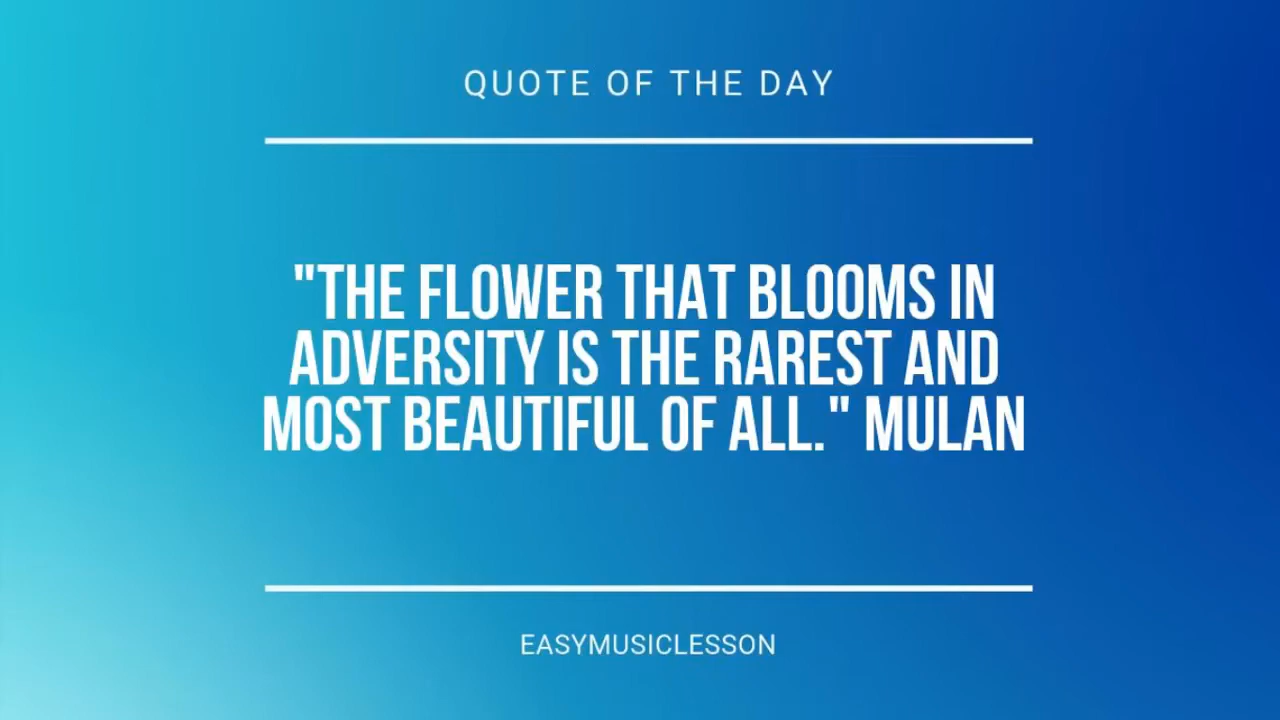 QUOTE OF THE DAY
"THE FLOWER THAT BLOOMS IN
ADVERSITY IS THE RAREST AND
MOST BEAUTIFUL OF ALL." MULAN
EASYMUSICLESSON